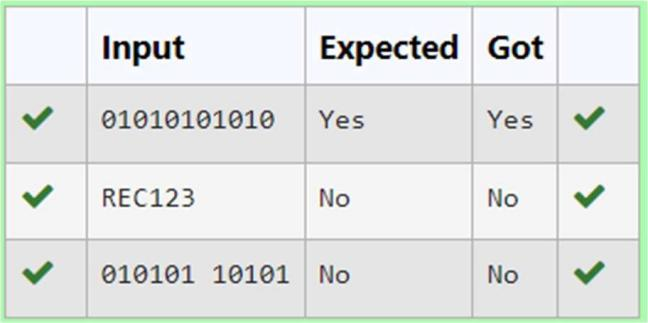 Input Expected Got
01010101010 Yes Yes
REC123 No No
010101 10101 No No